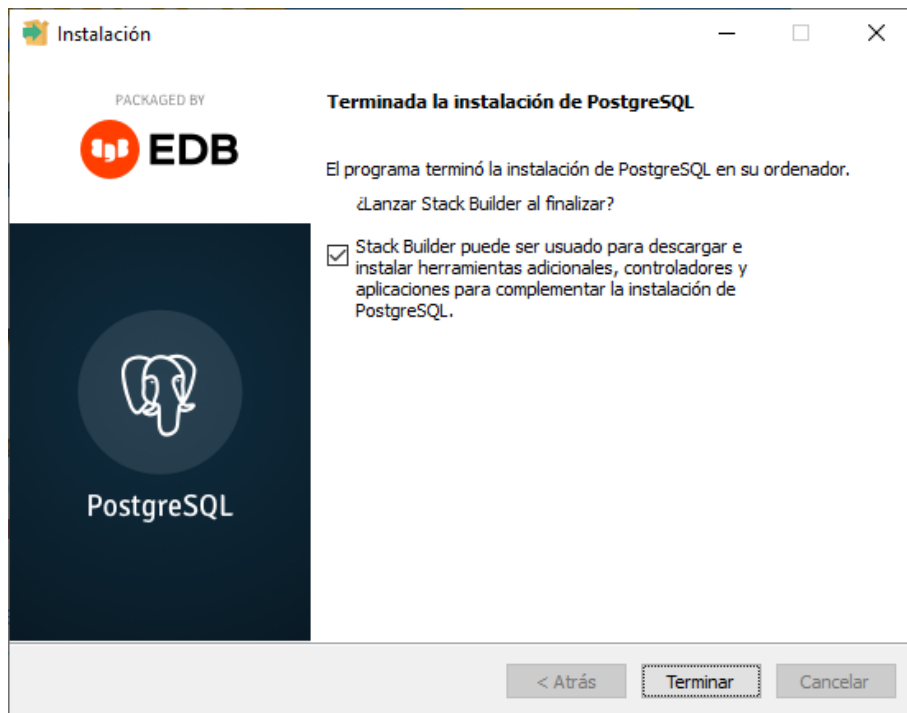 Instalación
PACKAGED BY
EDB
Terminada la instalación de PostgreSQL
El programa terminó la instalación de PostgreSQL en su ordenador.
¿Lanzar Stack Builder al finalizar?
Stack Builder puede ser usuado para descargar e
instalar herramientas adicionales, controladores y
aplicaciones para complementar la instalación de
PostgreSQL.
PostgreSQL
< Atrás
Terminar
Cancelar